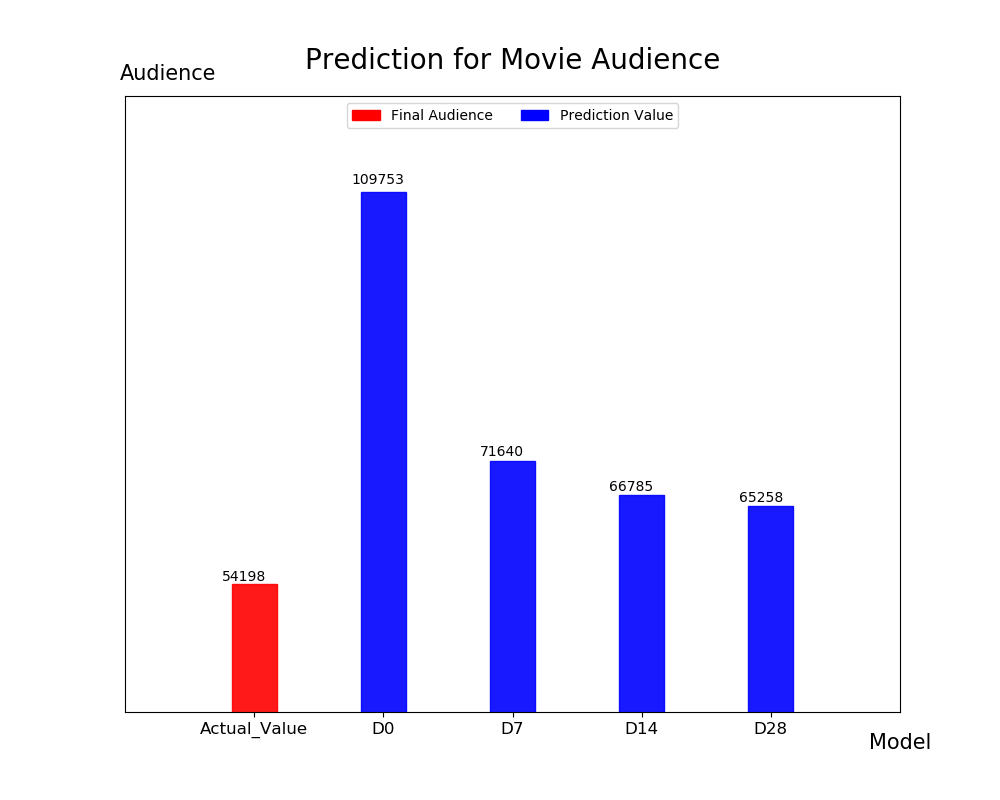 Prediction for Movie Audience
Audience
Final Audience
Prediction Value
109753
71640
66785
65258
54198
Actual_Value
D0
D7
D14
D28
Model